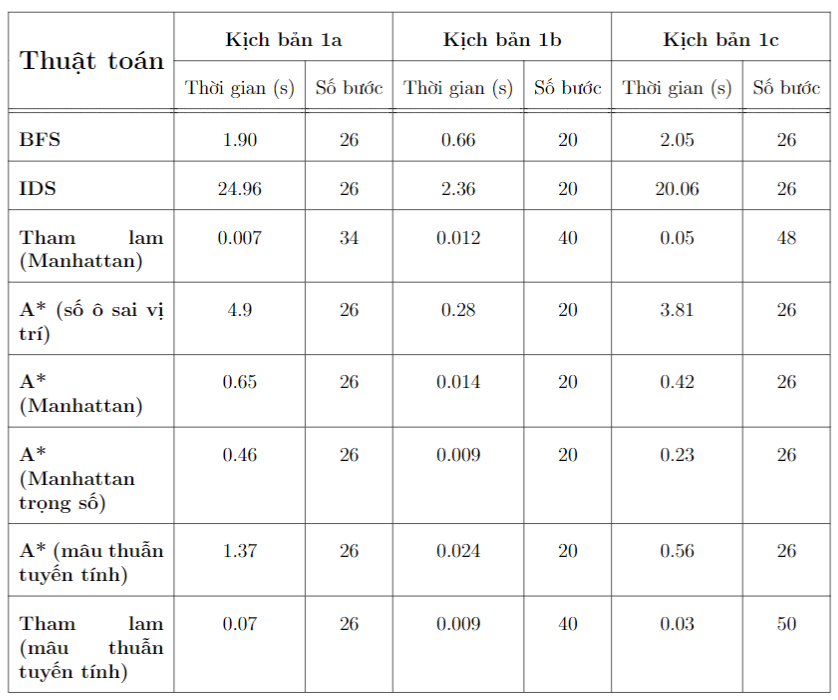 Thuật toán Kịch bản 1a Kịch bản 1b Kịch bản 1c
Thời gian (s) Số bước Thời gian (s) Số bước Thời gian (s) Số bước
BFS 1.90 26 0.66 20 2.05 26
IDS 24.96 26 2.36 20 20.06 26
Tham lam 0.007 34 0.012 40 0.05 48
(Manhattan)
A* (số ô sai vị 4.9 26 0.28 20 3.81 26
trí)
A* 0.65 26 0.014 20 0.42 26
(Manhattan)
A* 0.46 26 0.009 20 0.23 26
(Manhattan
trọng số)
A* (mâu thuẫn 1.37 26 0.024 20 0.56 26
tuyến tính)
Tham lam 0.07 26 0.009 40 0.03 50
(mâu thuẫn
tuyến tính)